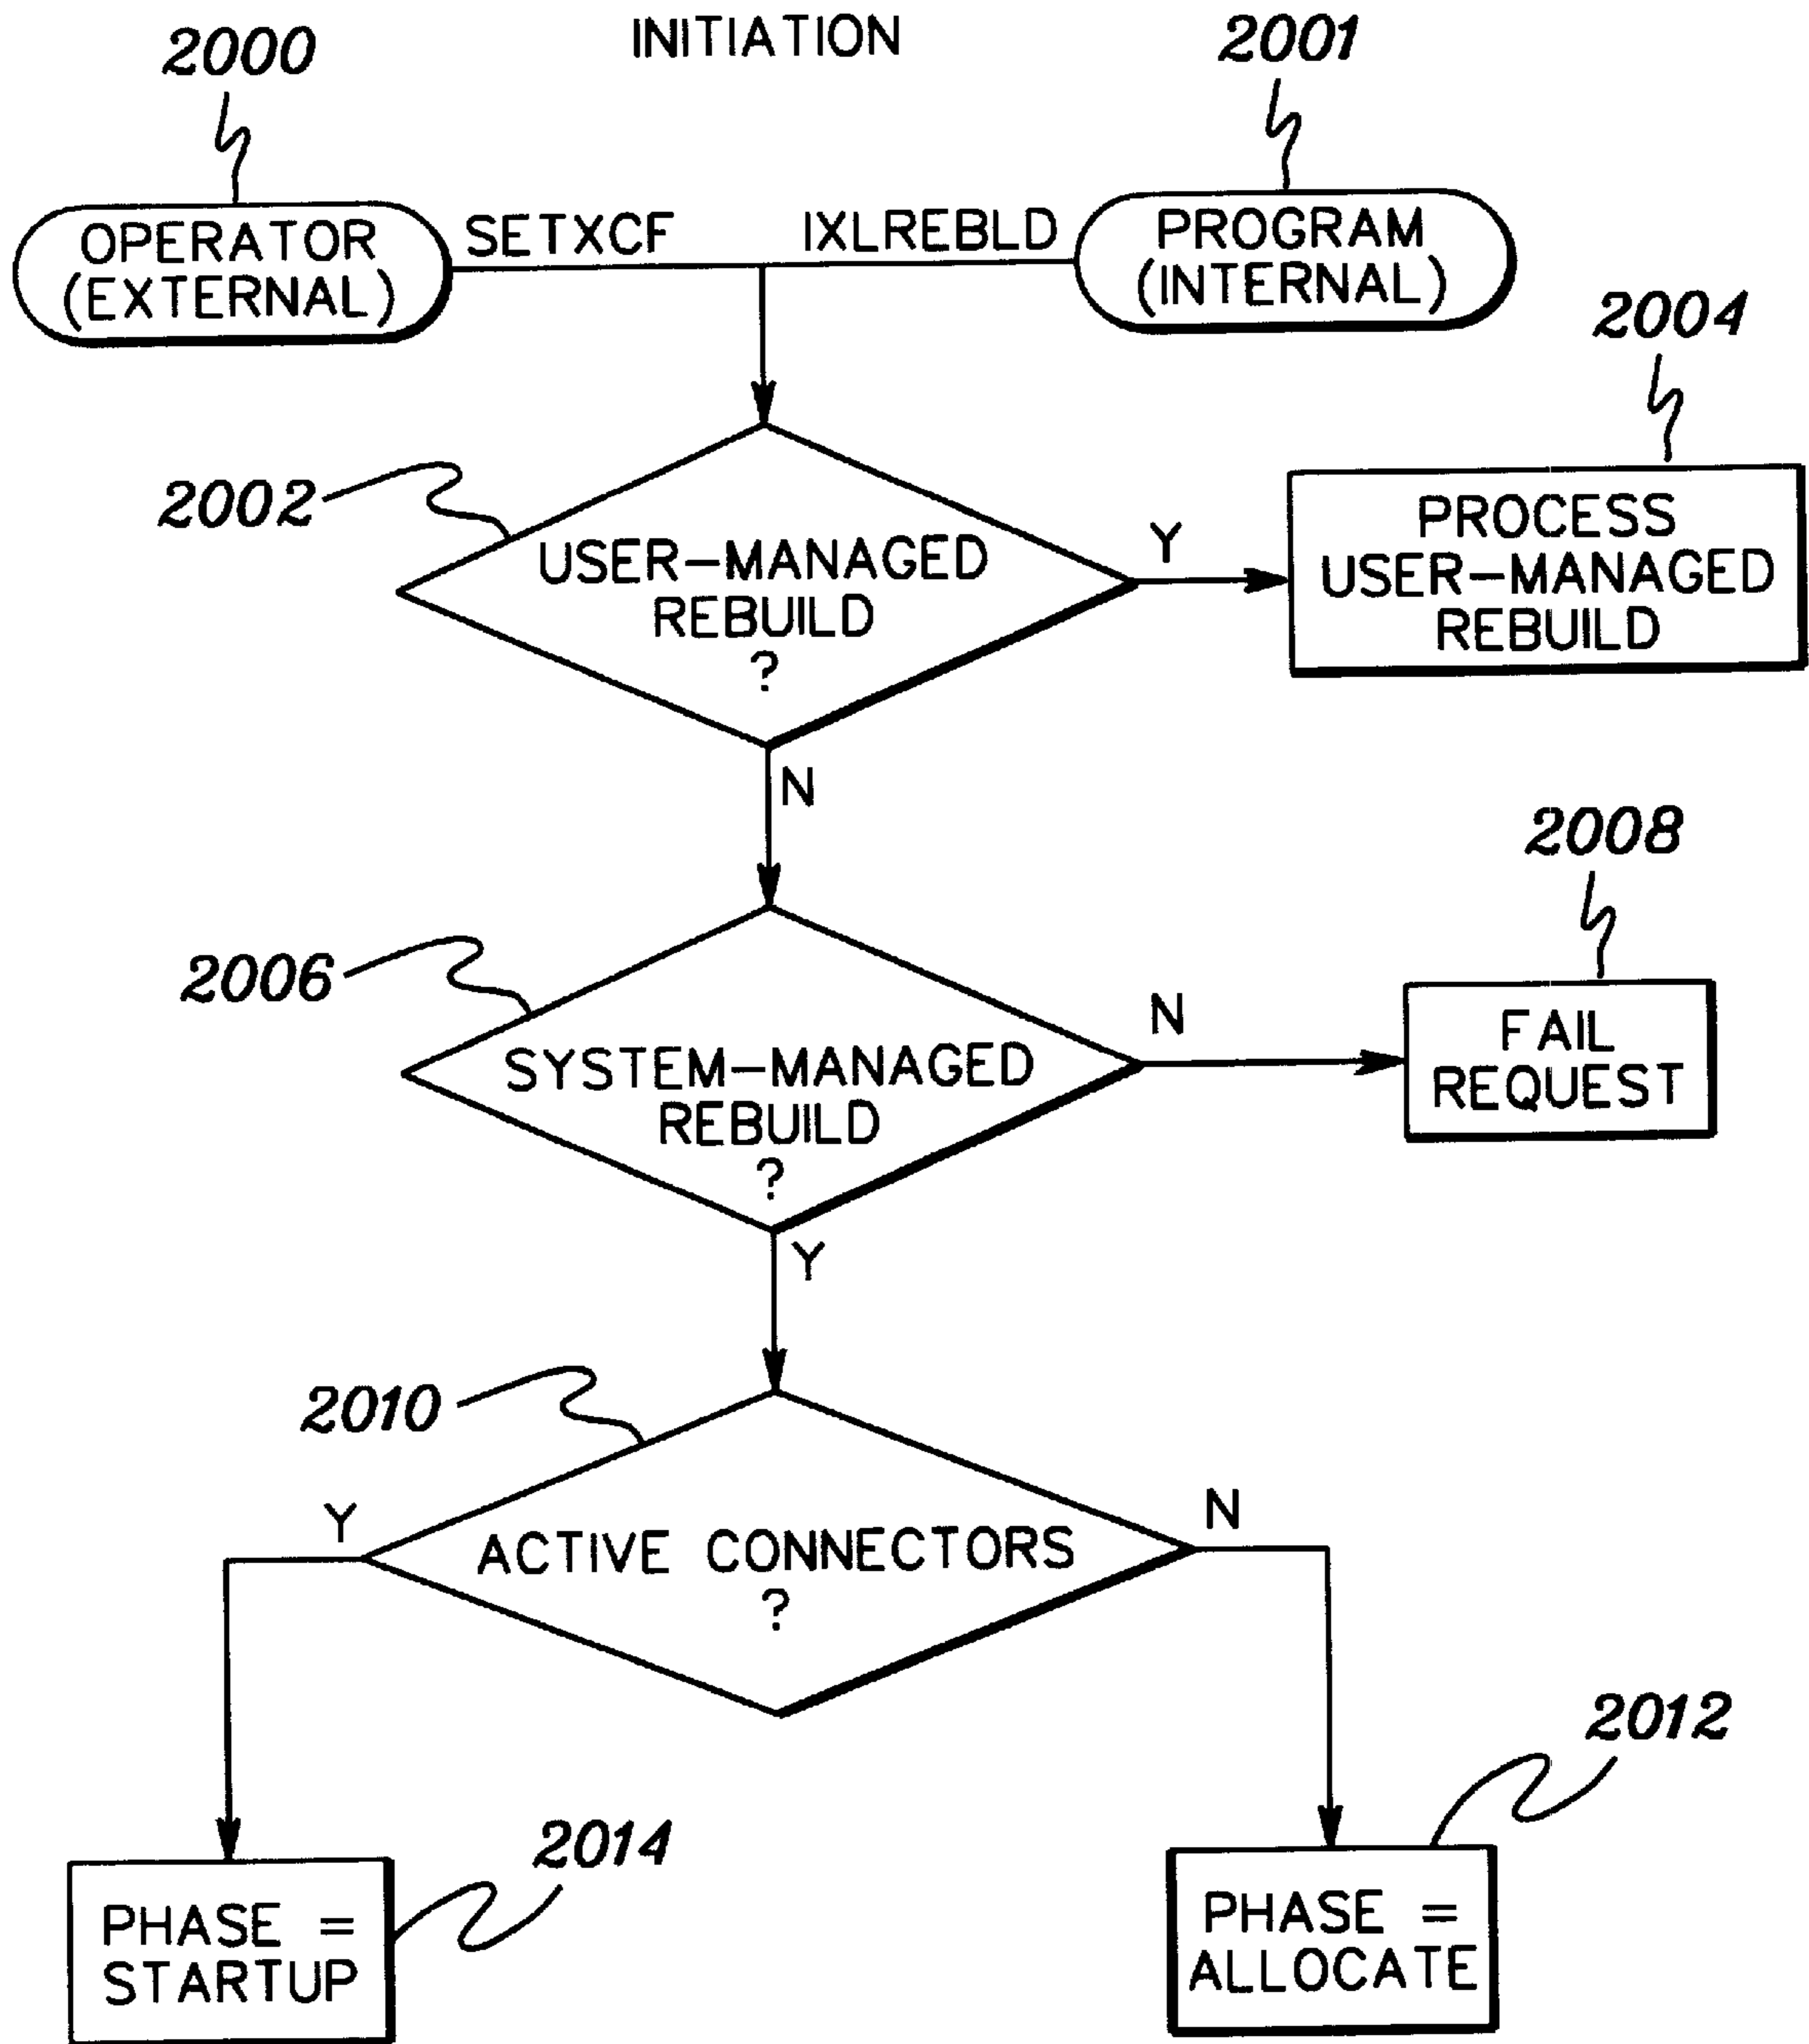 INITIATION
2000
2001
OPERATOR
(EXTERNAL)
SETXCF
IXLREBLD
PROGRAM
(INTERNAL)
2004
2002
USER-MANAGED
REBUILD
?
Y
PROCESS
USER-MANAGED
REBUILD
N
2008
2006
SYSTEM-MANAGED
REBUILD
?
N
FAIL
REQUEST
Y
2010
Y
ACTIVE CONNECTORS
?
N
2012
2014
PHASE =
STARTUP
PHASE =
ALLOCATE